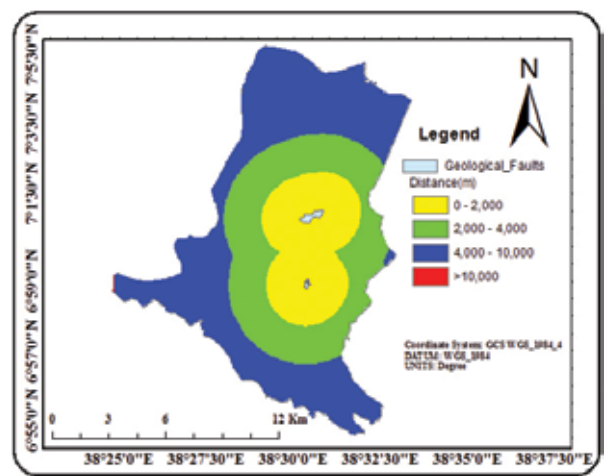 7°5'30"N
7°3'30"N
7°1'30"N
6°59'0"N
6°57'0"N
6°55'0"N
N
Legend
Geological_Faults
Distance(m)
0 - 2,000
2,000 - 4,000
4,000 - 10,000
>10,000
Coordinate System: GCS WGS_1984_4
DATUM: WGS_1984
UNITS: Degree
0 3 6 12 Km
38°25'0"E 38°27'30"E 38°30'0"E 38°32'30"E 38°35'0"E 38°37'30"E